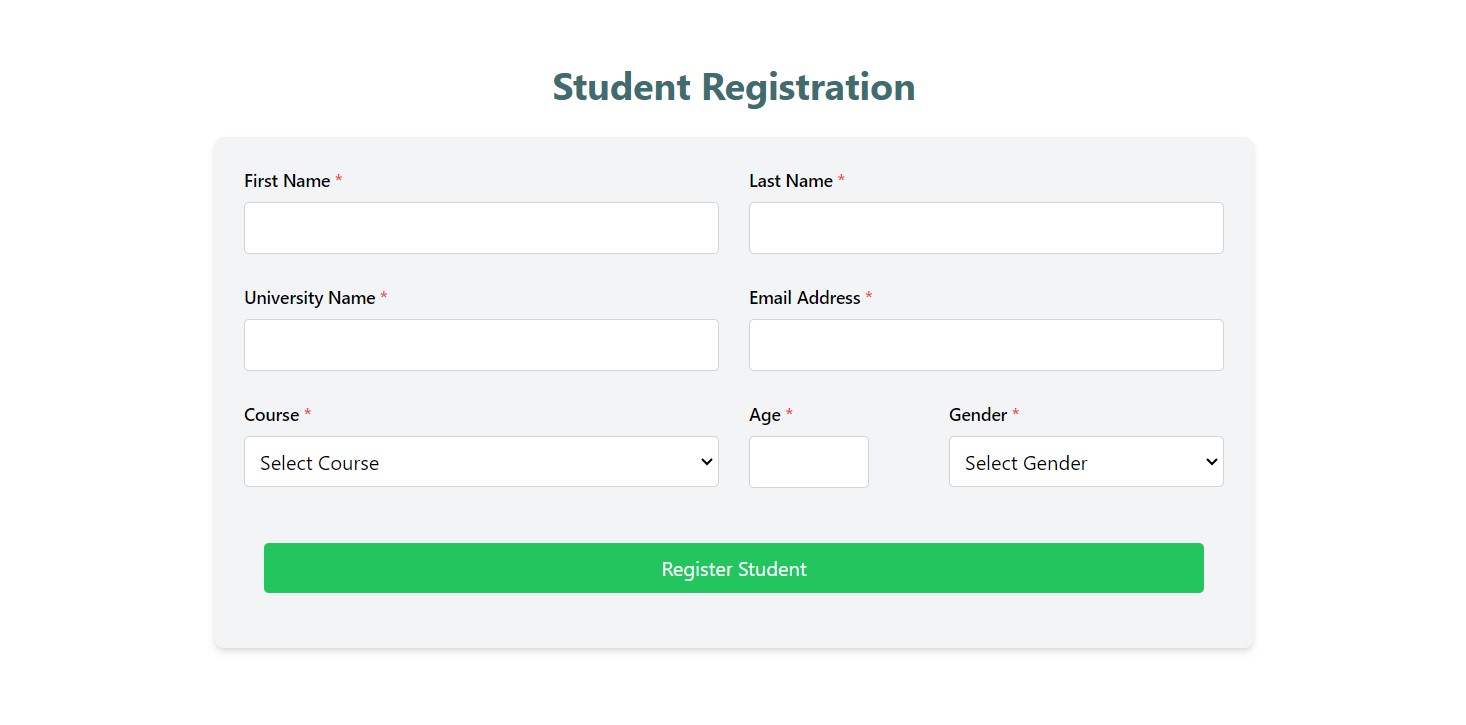 Student Registration
First Name *
Last Name *
University Name *
Email Address *
Course *
Age *
Gender *
Select Course
Select Gender
Register Student